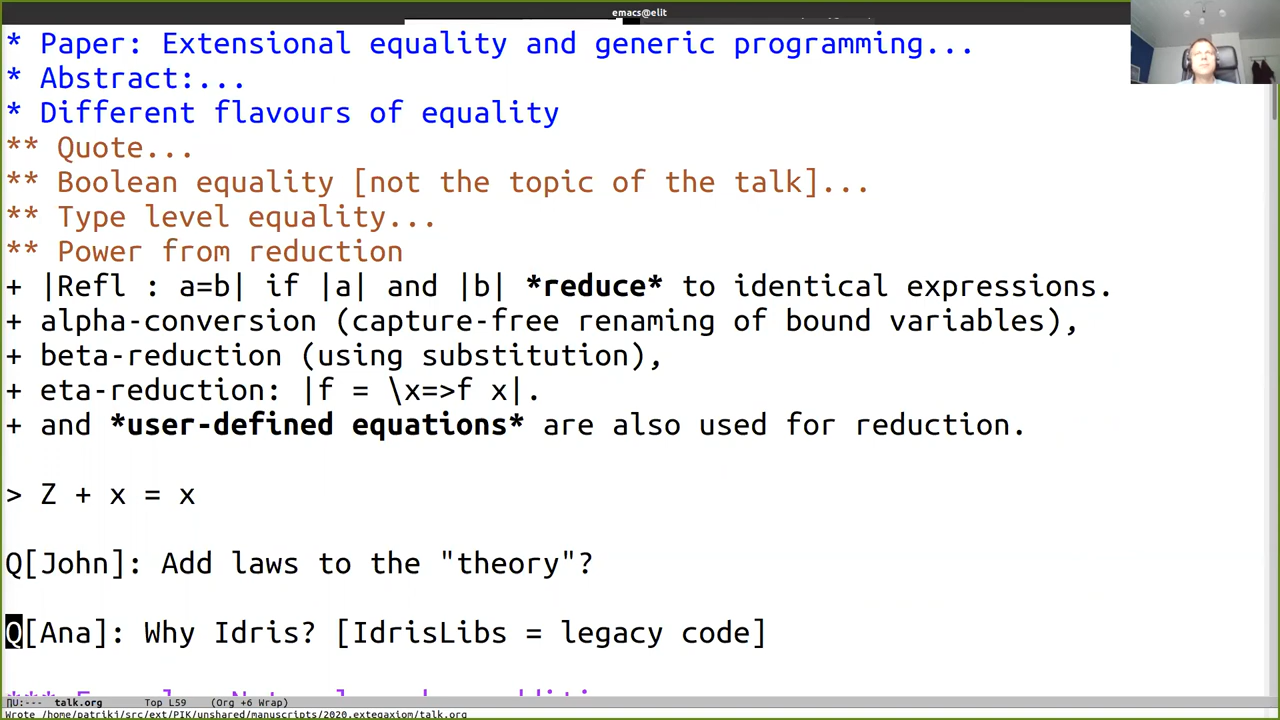 emacs@elit
* Paper: Extensional equality and generic programming...
* Abstract:...
* Different flavours of equality
** Quote...
** Boolean equality [not the topic of the talk]...
** Type level equality...
** Power from reduction
+ |Refl : a=b| if |a| and |b| *reduce* to identical expressions.
+ alpha-conversion (capture-free renaming of bound variables),
+ beta-reduction (using substitution),
+ eta-reduction: |f = \x=>f x|.
+ and *user-defined equations* are also used for reduction.
> Z + x = x
Q[John]: Add laws to the "theory"?
Q[Ana]: Why Idris? [IdrisLibs = legacy code]
U:--- talk.org Top L59 (Org +6 Wrap)
Wrote /home/patrikj/src/ext/PIK/unshared/manuscripts/2020.exteqaxiom/talk.org